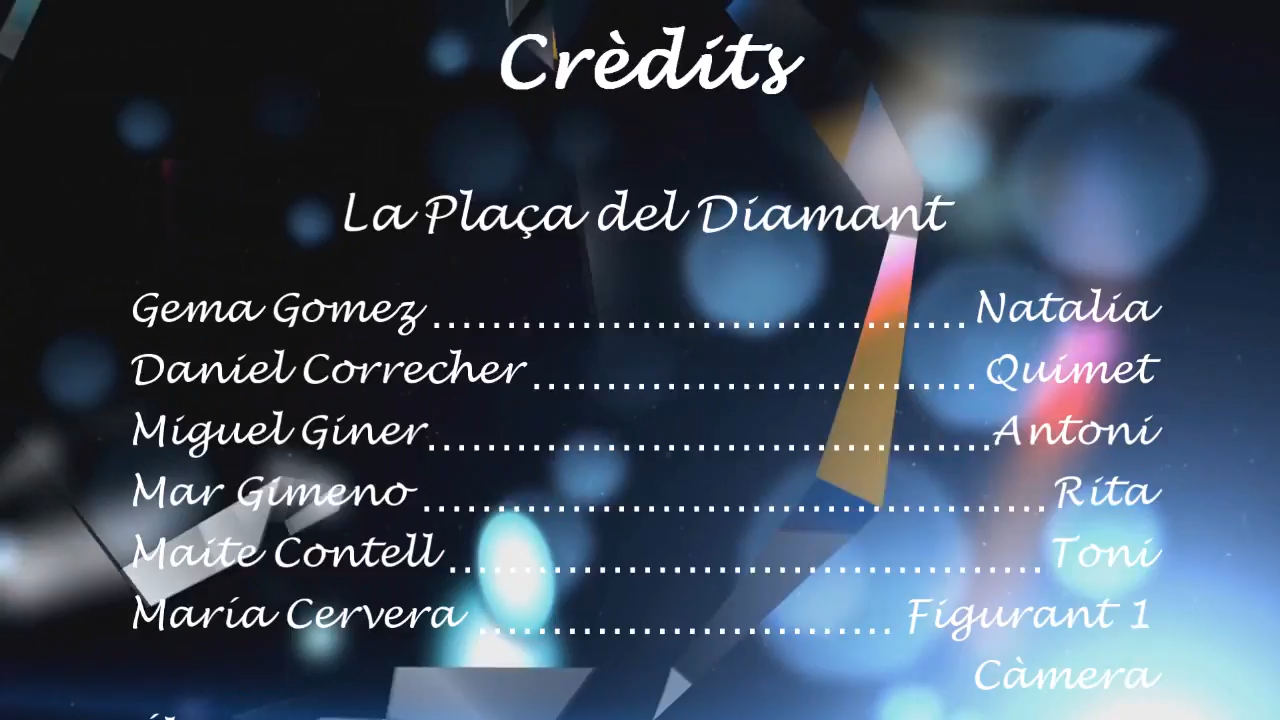 Crèdits
La Plaça del Diamant
Gema Gomez......................................Natalia
Daniel Correcher....................................Quimet
Miguel Giner..............................................Antoni
Mar Gimeno...................................................Rita
Maite Contell................................................Toni
María Cervera..................................Figurant 1
Càmera